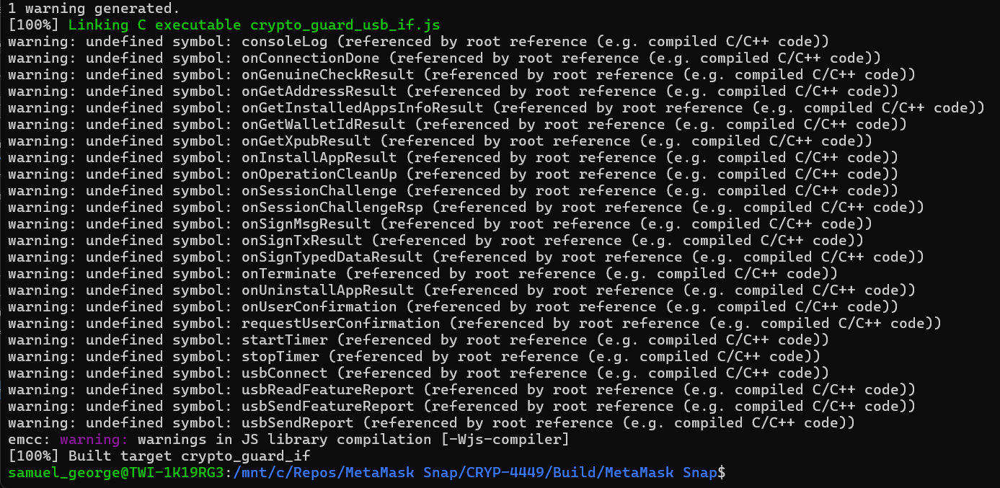 1 warning generated.
[100%] Linking C executable crypto_guard_usb_if.js
warning: undefined symbol: consoleLog (referenced by root reference (e.g. compiled C/C++ code))
warning: undefined symbol: onConnectionDone (referenced by root reference (e.g. compiled C/C++ code))
warning: undefined symbol: onGenuineCheckResult (referenced by root reference (e.g. compiled C/C++ code))
warning: undefined symbol: onGetAddressResult (referenced by root reference (e.g. compiled C/C++ code))
warning: undefined symbol: onGetInstalledAppsInfoResult (referenced by root reference (e.g. compiled C/C++ code))
warning: undefined symbol: onGetWalletIdResult (referenced by root reference (e.g. compiled C/C++ code))
warning: undefined symbol: onGetXpubResult (referenced by root reference (e.g. compiled C/C++ code))
warning: undefined symbol: onInstallAppResult (referenced by root reference (e.g. compiled C/C++ code))
warning: undefined symbol: onOperationCleanUp (referenced by root reference (e.g. compiled C/C++ code))
warning: undefined symbol: onSessionChallenge (referenced by root reference (e.g. compiled C/C++ code))
warning: undefined symbol: onSessionChallengeRsp (referenced by root reference (e.g. compiled C/C++ code))
warning: undefined symbol: onSignMsgResult (referenced by root reference (e.g. compiled C/C++ code))
warning: undefined symbol: onSignTxResult (referenced by root reference (e.g. compiled C/C++ code))
warning: undefined symbol: onSignTypedDataResult (referenced by root reference (e.g. compiled C/C++ code))
warning: undefined symbol: onTerminate (referenced by root reference (e.g. compiled C/C++ code))
warning: undefined symbol: onUninstallAppResult (referenced by root reference (e.g. compiled C/C++ code))
warning: undefined symbol: onUserConfirmation (referenced by root reference (e.g. compiled C/C++ code))
warning: undefined symbol: requestUserConfirmation (referenced by root reference (e.g. compiled C/C++ code))
warning: undefined symbol: startTimer (referenced by root reference (e.g. compiled C/C++ code))
warning: undefined symbol: stopTimer (referenced by root reference (e.g. compiled C/C++ code))
warning: undefined symbol: usbConnect (referenced by root reference (e.g. compiled C/C++ code))
warning: undefined symbol: usbReadFeatureReport (referenced by root reference (e.g. compiled C/C++ code))
warning: undefined symbol: usbSendFeatureReport (referenced by root reference (e.g. compiled C/C++ code))
warning: undefined symbol: usbSendReport (referenced by root reference (e.g. compiled C/C++ code))
emcc: warning: warnings in JS library compilation [-Wjs-compiler]
[100%] Built target crypto_guard_if
samuel_george@TWI-1K19RG3:/mnt/c/Repos/MetaMask Snap/CRYP-4449/Build/MetaMask Snap$